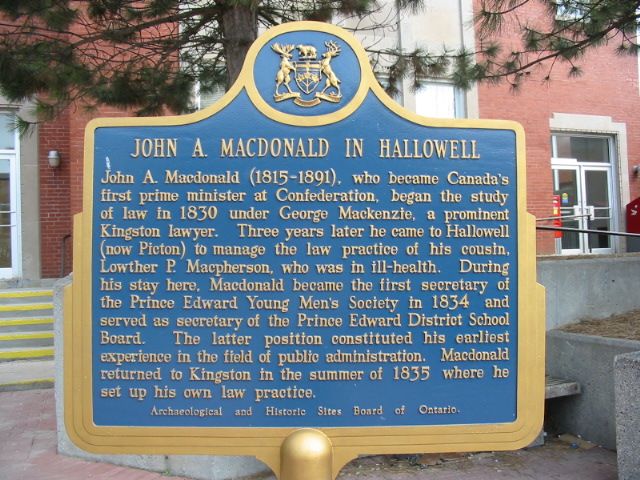 JOHN A. MACDONALD IN HALLOWELL
John A. Macdonald (1815-1891), who became Canada's
first prime minister at Confederation, began the study
of law in 1830 under George Mackenzie, a prominent
Kingston lawyer. Three years later he came to Hallowell
(now Picton) to manage the law practice of his cousin,
Lowther P. Macpherson, who was in ill-health. During
his stay here, Macdonald became the first secretary of
the Prince Edward Young Men's Society in 1834 and
served as secretary of the Prince Edward District School
Board. The latter position constituted his earliest
experience in the field of public administration. Macdonald
returned to Kingston in the summer of 1835 where he
set up his own law practice.
Archaeological and Historic Sites Board of Ontario.